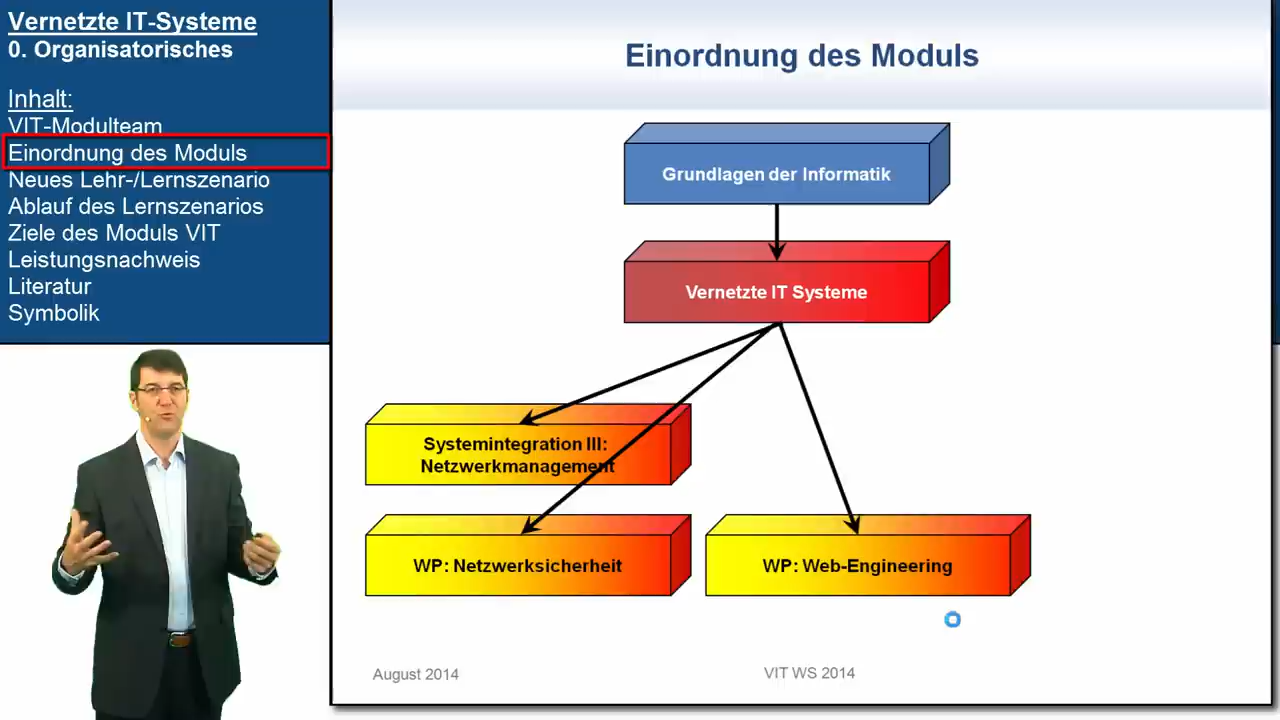 Vernetzte IT-Systeme
0. Organisatorisches
Inhalt:
VIT-Modulteam
Einordnung des Moduls
Neues Lehr-/Lernszenario
Ablauf des Lernszenarios
Ziele des Moduls VIT
Leistungsnachweis
Literatur
Symbolik
Einordnung des Moduls
Grundlagen der Informatik
Vernetzte IT Systeme
Systemintegration III:
Netzwerkmanagement
WP: Netzwerksicherheit
WP: Web-Engineering
August 2014
VIT WS 2014